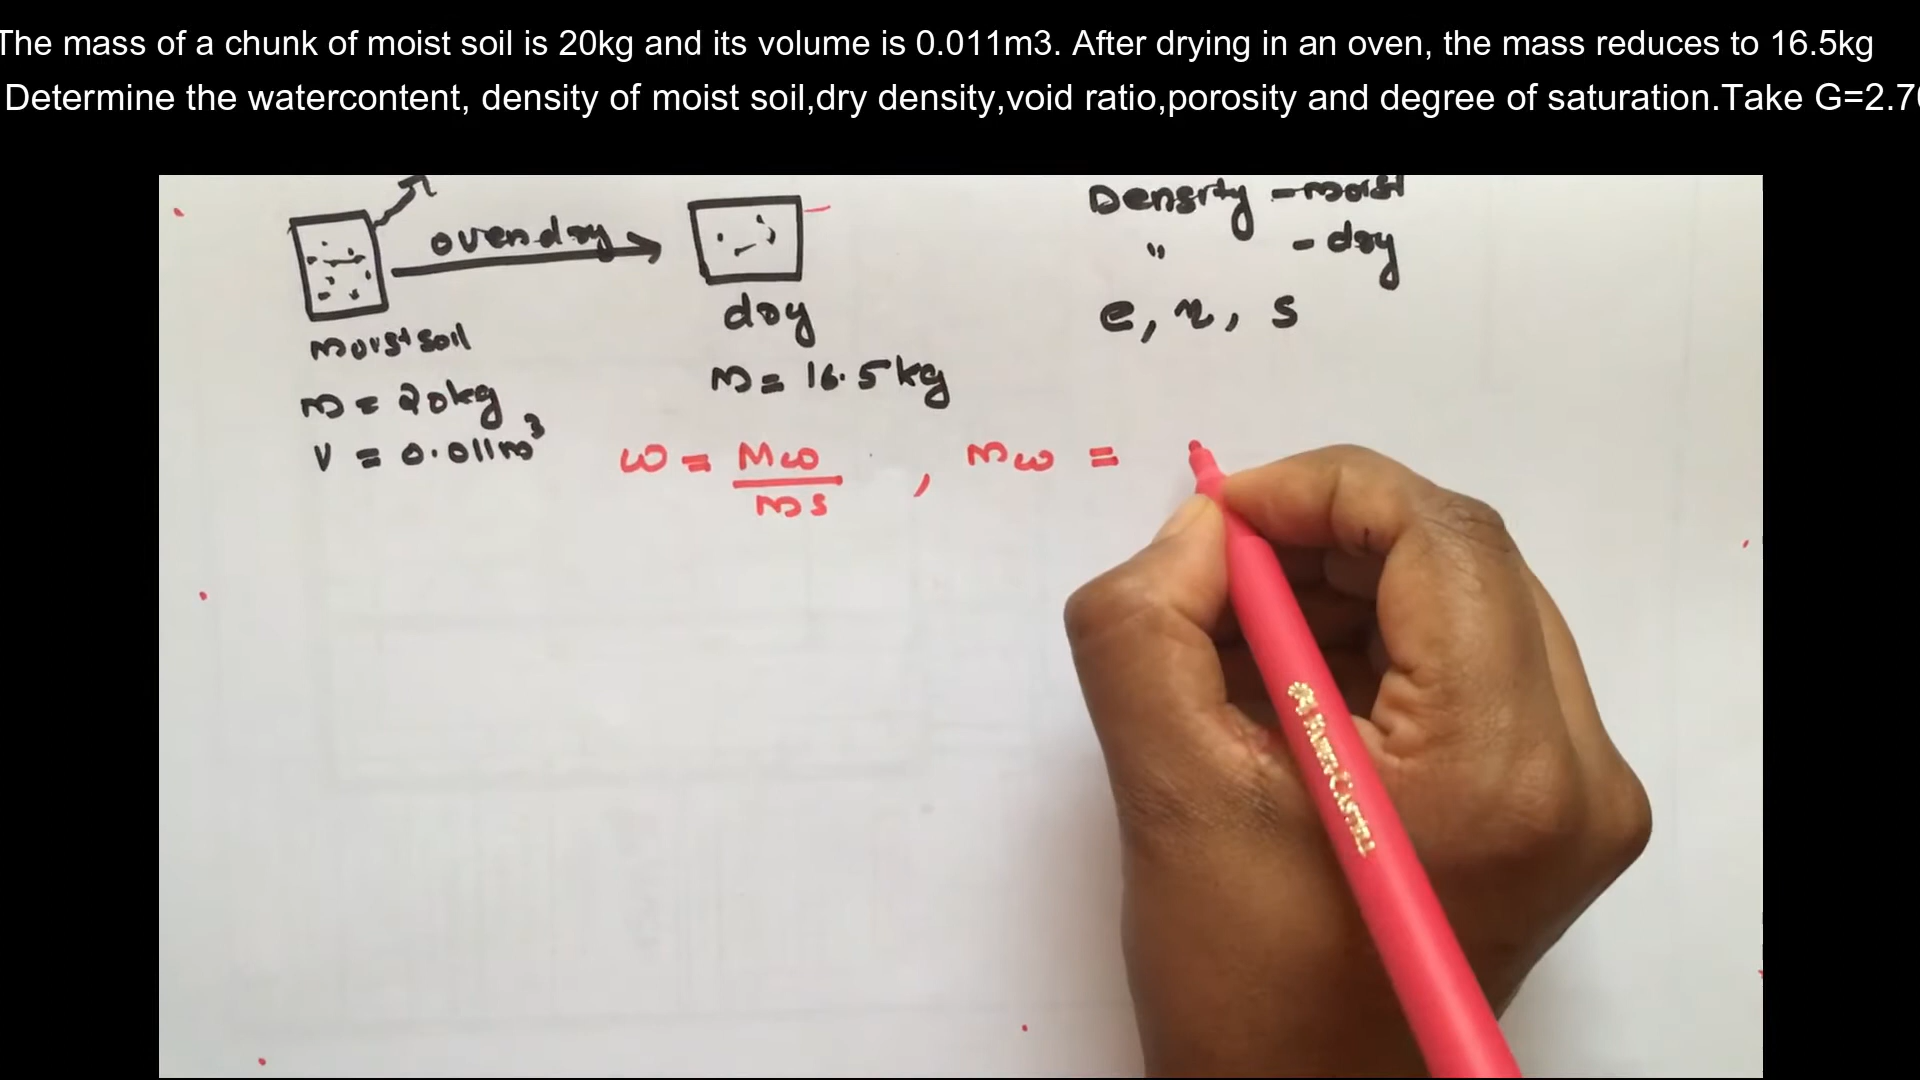 The mass of a chunk of moist soil is 20kg and its volume is 0.011m3. After drying in an oven, the mass reduces to 16.5kg
Determine the watercontent, density of moist soil,dry density,void ratio,porosity and degree of saturation.Take G=2.70
oven dry
Density - moist
" - dry
e, n, s
moist soil
dry
m = 20kg
m = 16.5kg
V = 0.011m³
w = Mw / ms , mw =